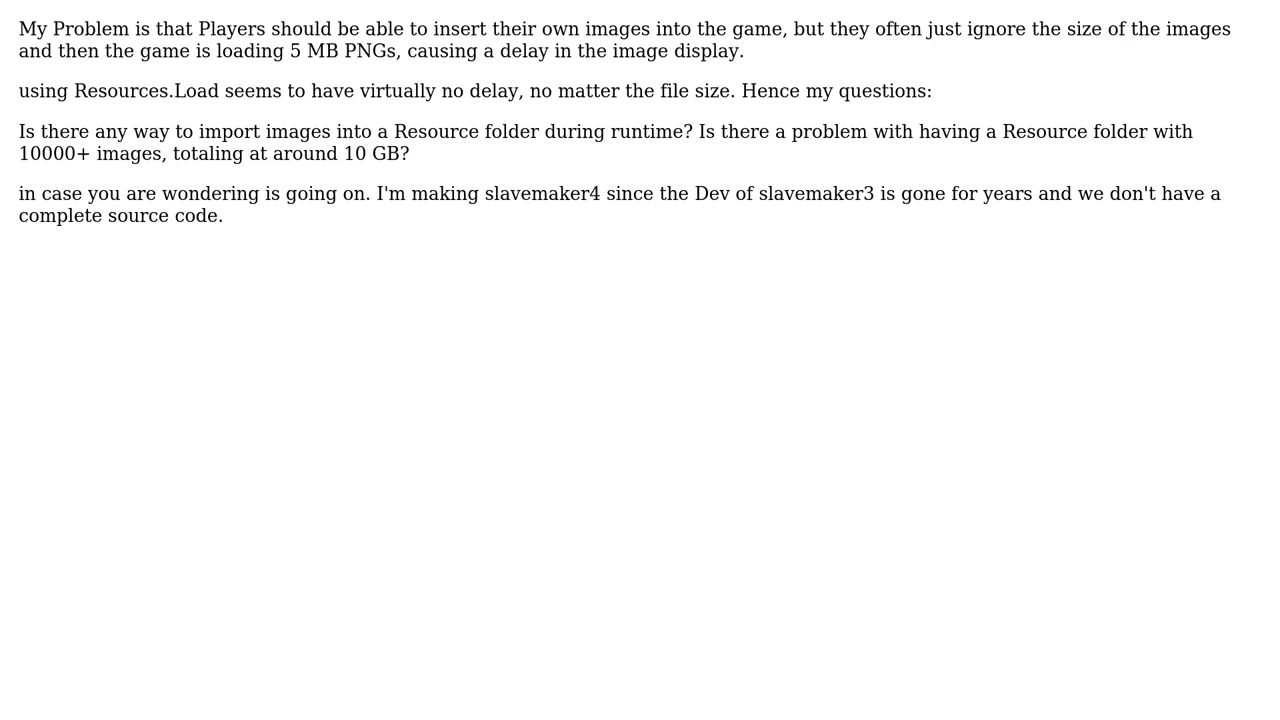 My Problem is that Players should be able to insert their own images into the game, but they often just ignore the size of the images
and then the game is loading 5 MB PNGs, causing a delay in the image display.
using Resources.Load seems to have virtually no delay, no matter the file size. Hence my questions:
Is there any way to import images into a Resource folder during runtime? Is there a problem with having a Resource folder with
10000+ images, totaling at around 10 GB?
in case you are wondering is going on. I'm making slavemaker4 since the Dev of slavemaker3 is gone for years and we don't have a
complete source code.